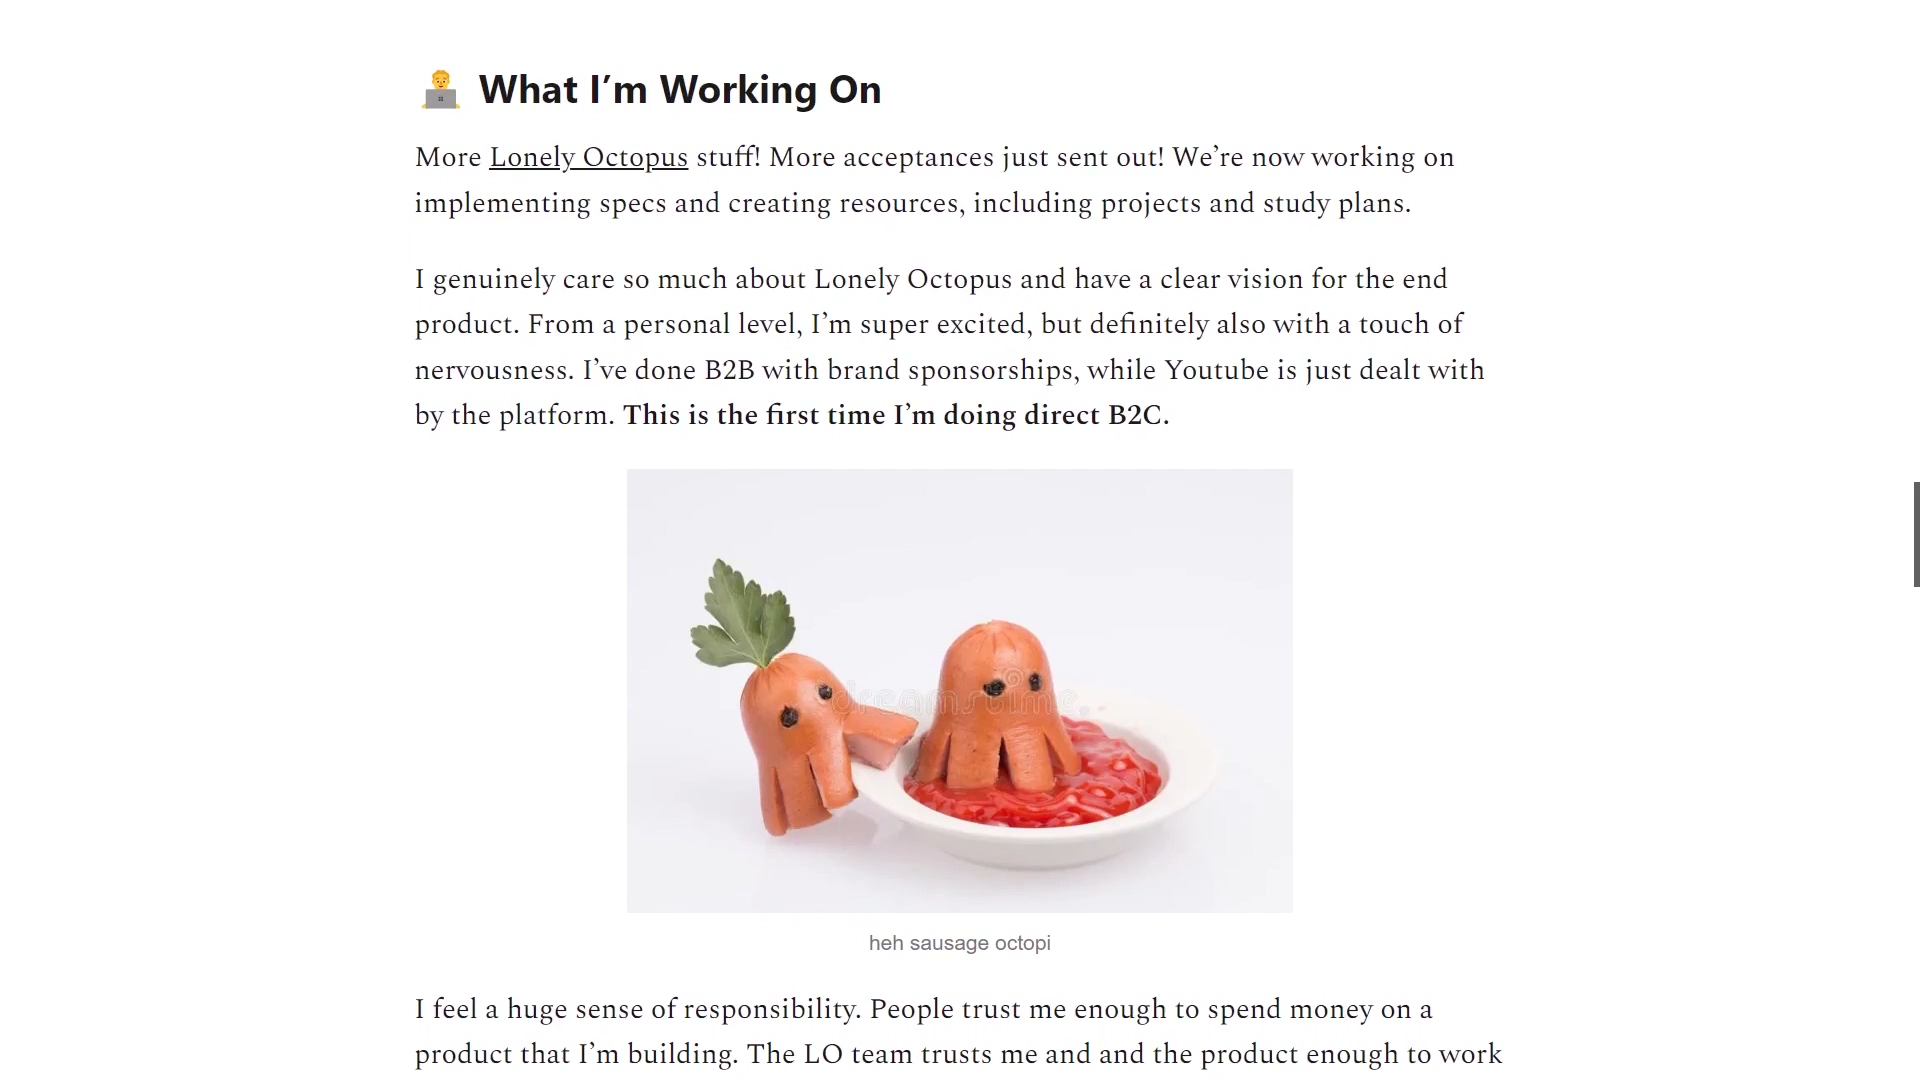 What I’m Working On
More Lonely Octopus stuff! More acceptances just sent out! We’re now working on
implementing specs and creating resources, including projects and study plans.
I genuinely care so much about Lonely Octopus and have a clear vision for the end
product. From a personal level, I’m super excited, but definitely also with a touch of
nervousness. I’ve done B2B with brand sponsorships, while Youtube is just dealt with
by the platform. This is the first time I’m doing direct B2C.
dreamstime.
heh sausage octopi
I feel a huge sense of responsibility. People trust me enough to spend money on a
product that I’m building. The LO team trusts me and and the product enough to work